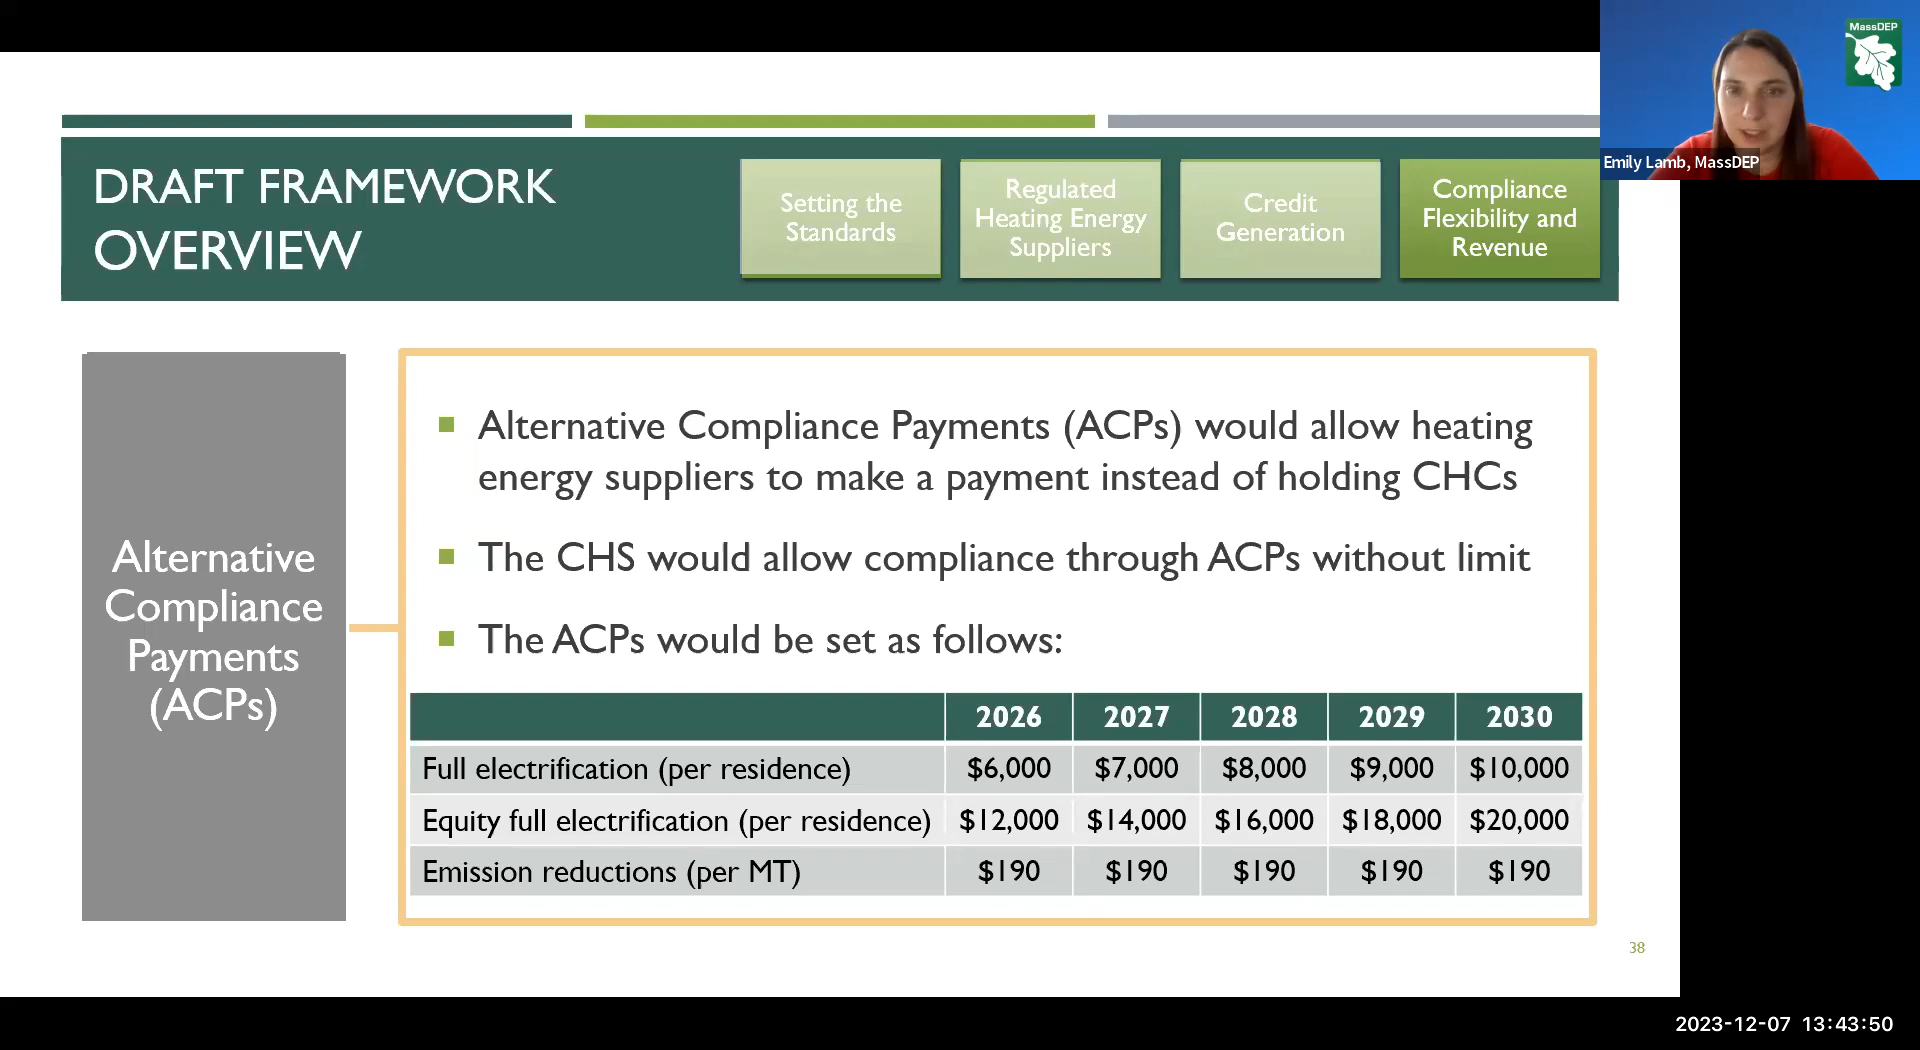 MassDEP
Emily Lamb, MassDEP
DRAFT FRAMEWORK
OVERVIEW
Setting the
Standards
Regulated
Heating Energy
Suppliers
Credit
Generation
Compliance
Flexibility and
Revenue
Alternative
Compliance
Payments
(ACPs)
Alternative Compliance Payments (ACPs) would allow heating
energy suppliers to make a payment instead of holding CHCs
The CHS would allow compliance through ACPs without limit
The ACPs would be set as follows:
2026 2027 2028 2029 2030
Full electrification (per residence) $6,000 $7,000 $8,000 $9,000 $10,000
Equity full electrification (per residence) $12,000 $14,000 $16,000 $18,000 $20,000
Emission reductions (per MT) $190 $190 $190 $190 $190
38
2023-12-07 13:43:50